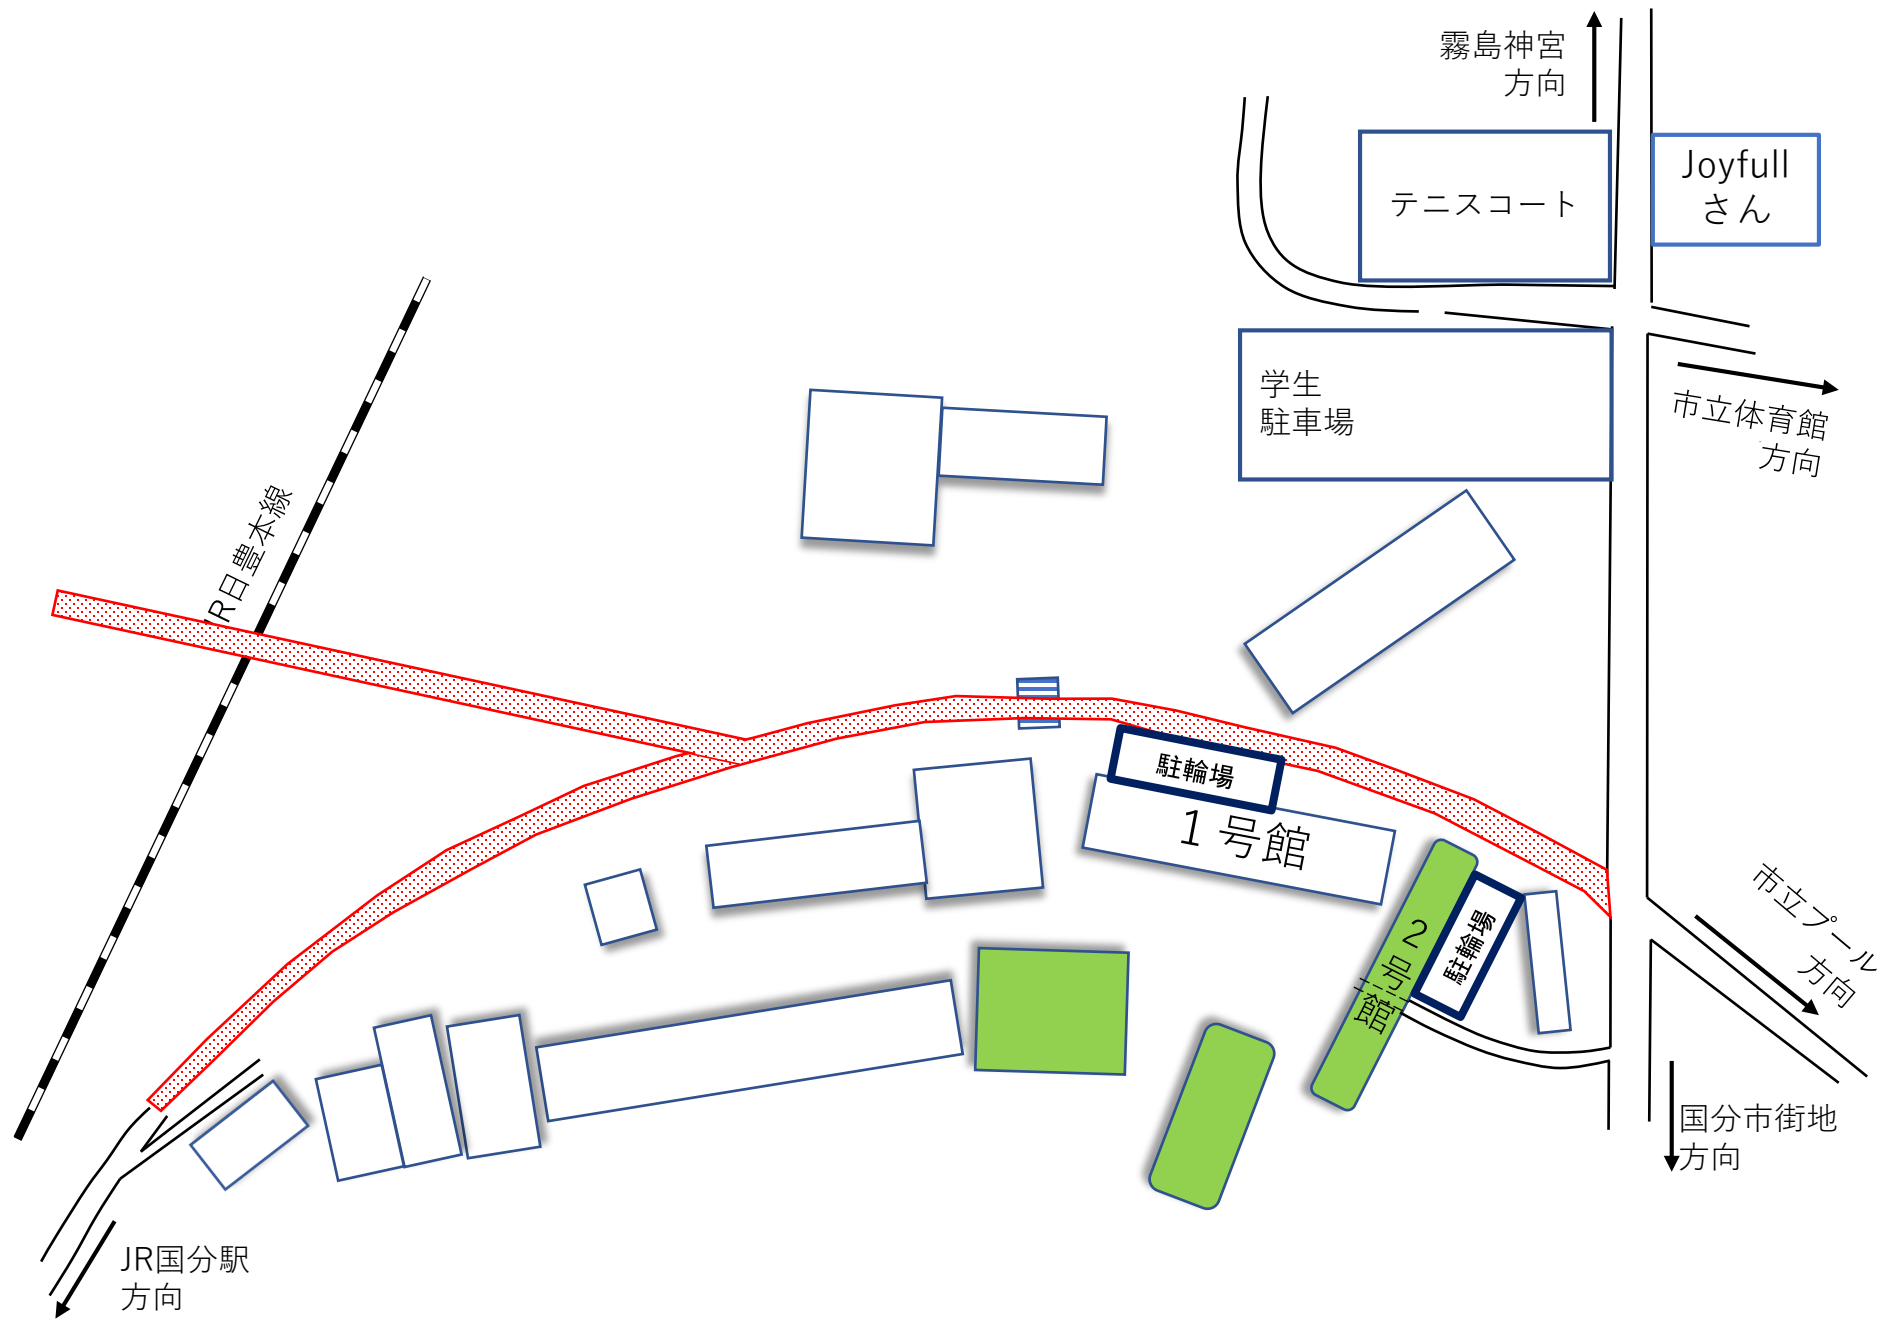 霧島神宮
方向
テニスコート
Joyfull
さん
学生
駐車場
市立体育館
方向
JR日豊本線
駐輪場
1号館
2号館
駐輪場
市立プール
方向
国分市街地
方向
JR国分駅
方向